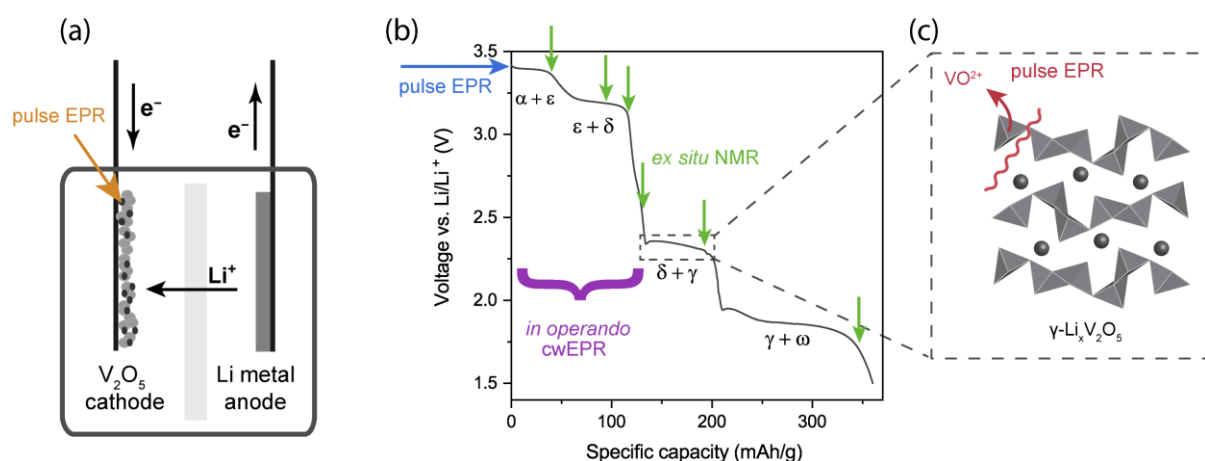 (a)
pulse EPR
e⁻
e⁻
Li⁺
V₂O₅
cathode
Li metal
anode
(b)
pulse EPR
Voltage vs. Li/Li⁺ (V)
3.5
3.0
2.5
2.0
1.5
α + ε
ε + δ
ex situ NMR
δ + γ
in operando
cwEPR
γ + ω
0
100
200
300
Specific capacity (mAh/g)
(c)
VO²⁺
pulse EPR
γ-LiₓV₂O₅